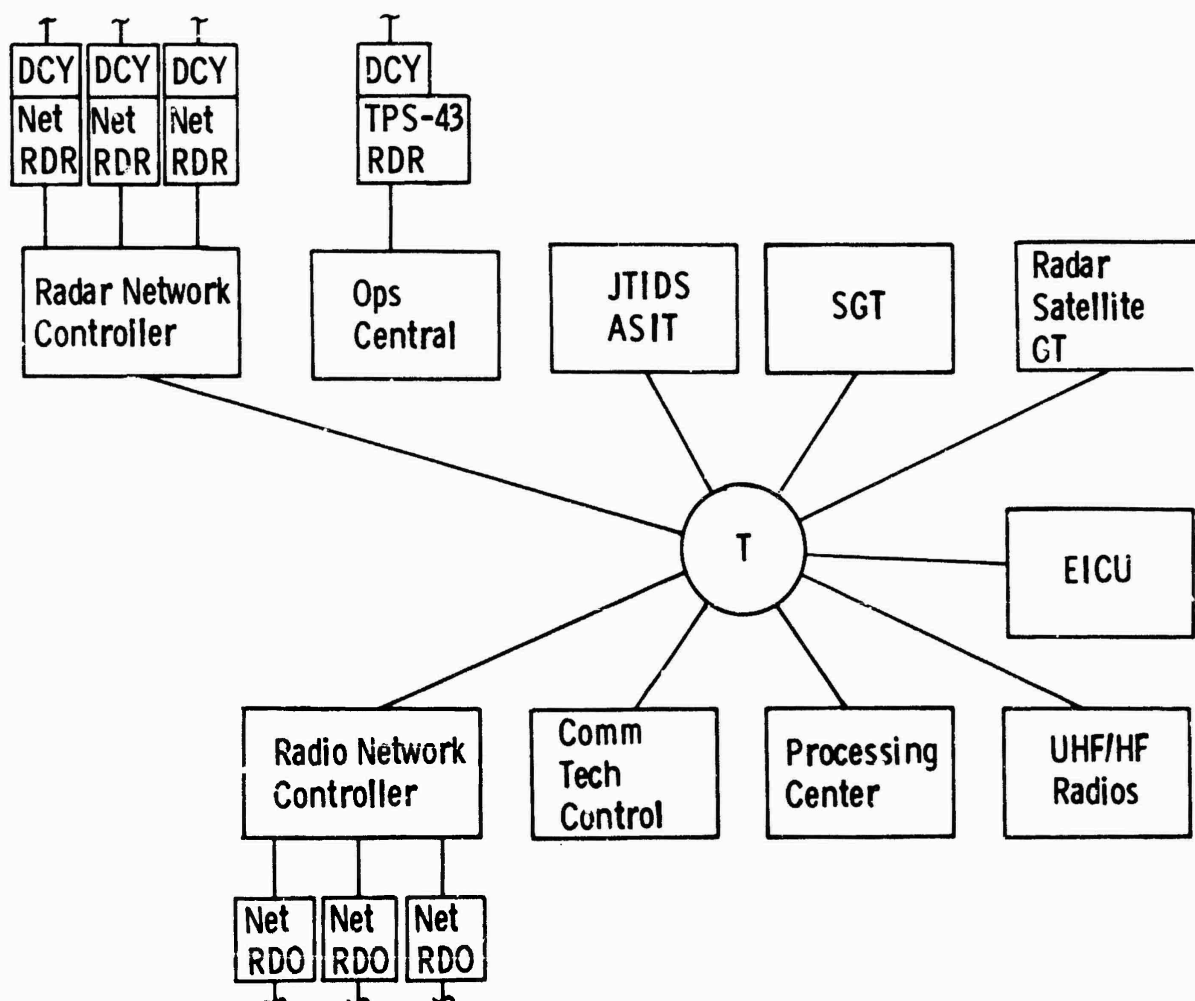 DCY
Net
RDR
DCY
Net
RDR
DCY
Net
RDR
DCY
TPS-43
RDR
Radar Network
Controller
Ops
Central
JTIDS
ASIT
SGT
Radar
Satellite
GT
T
EICU
Radio Network
Controller
Comm
Tech
Control
Processing
Center
UHF/HF
Radios
Net
RDO
Net
RDO
Net
RDO